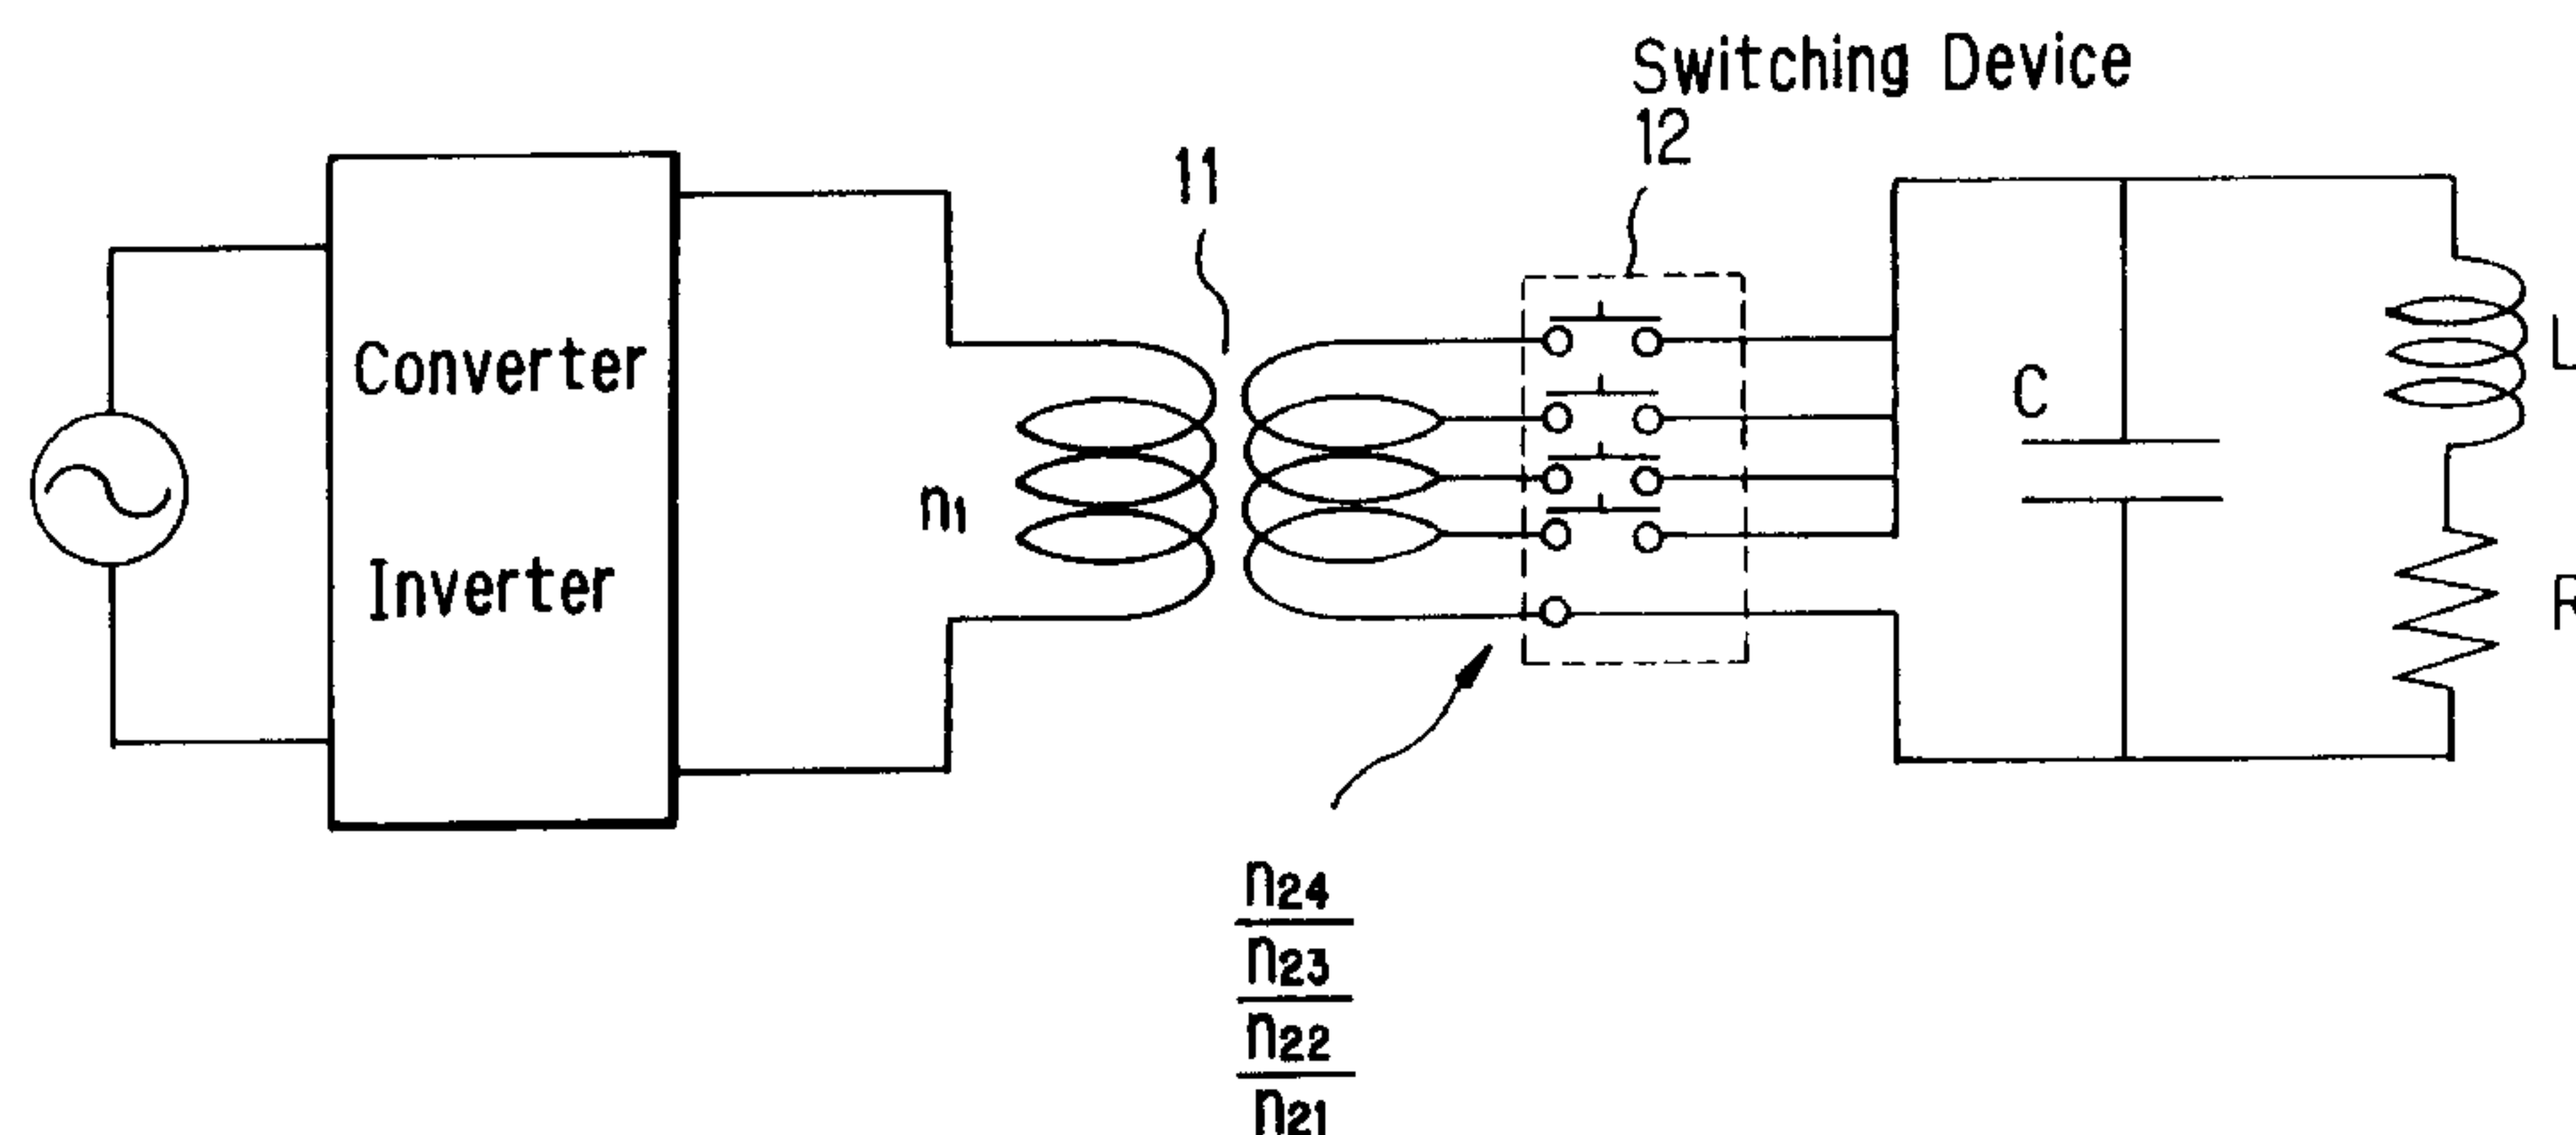 Switching Device
12
11
Converter
Inverter
n1
C
L
R
n24
n23
n22
n21